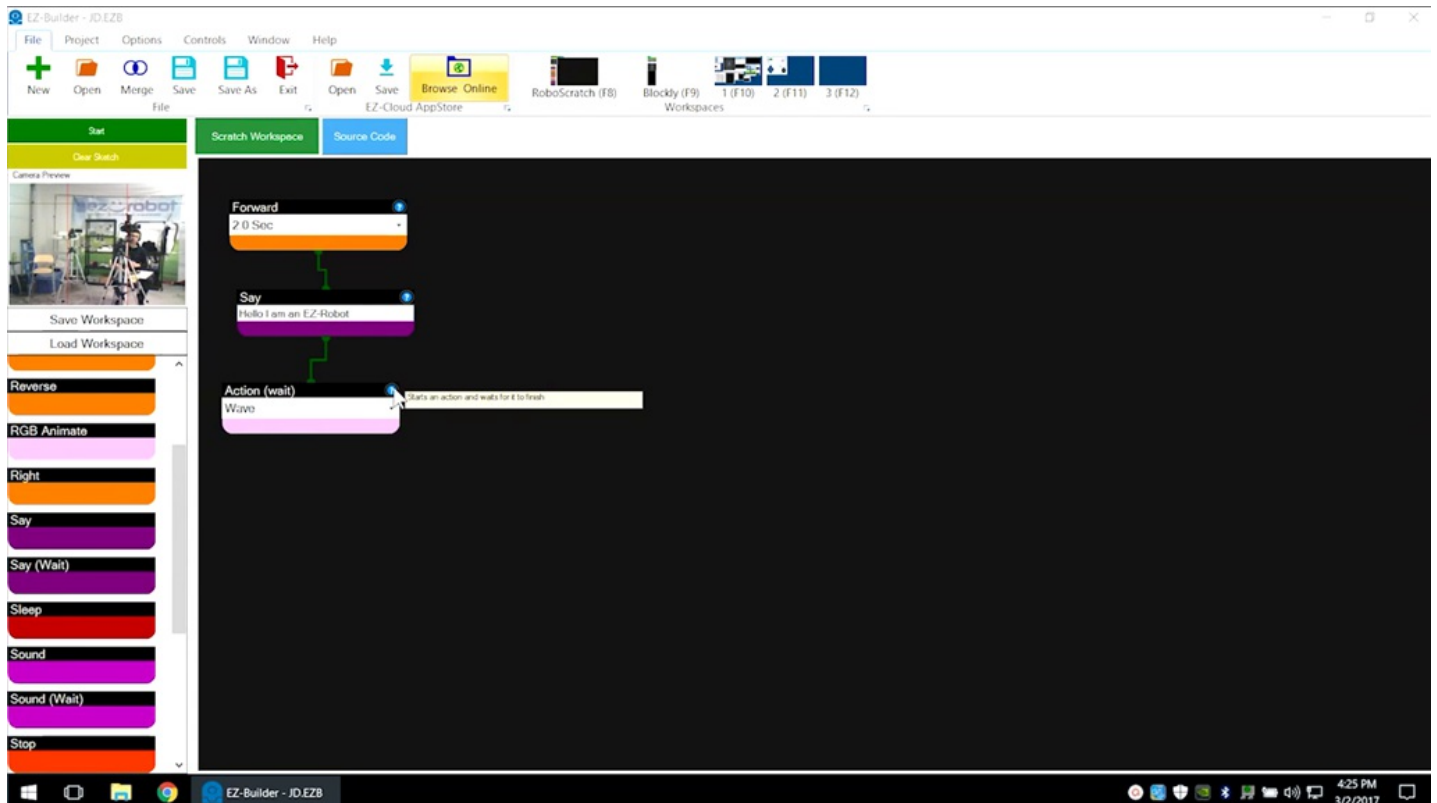 EZ-Builder - JD.EZB
File Project Options Controls Window Help
New Open Merge Save Save As Exit Open Save Browse Online RoboScratch (F8) Blockly (F9) 1 (F10) 2 (F11) 3 (F12)
File EZ-Cloud AppStore Workspaces
Start
Clear Sketch
Camera Preview
ez robot
Save Workspace
Load Workspace
Reverse
RGB Animate
Right
Say
Say (Wait)
Sleep
Sound
Sound (Wait)
Stop
Scratch Workspace Source Code
Forward
2.0 Sec
Say
Hello I am an EZ-Robot
Action (wait)
Wave
Starts an action and waits for it to finish
EZ-Builder - JD.EZB
4:25 PM
3/2/2017